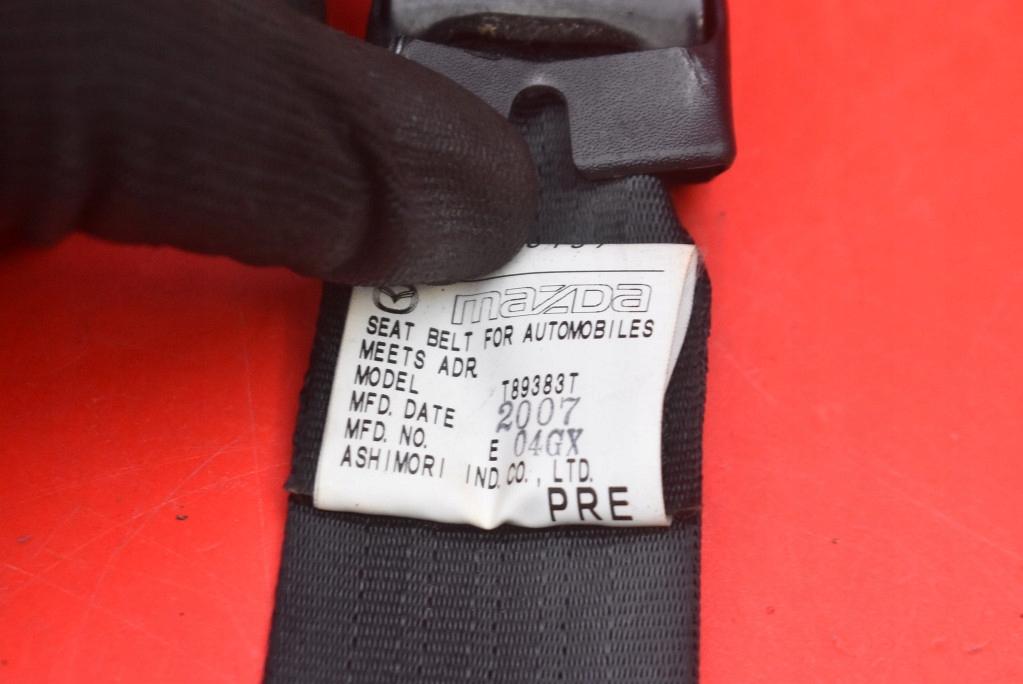 mazda
SEAT BELT FOR AUTOMOBILES
MEETS ADR
MODEL T89383T
MFD. DATE 2007
MFD. NO. E 04GX
ASHIMORI IND. CO., LTD.
PRE